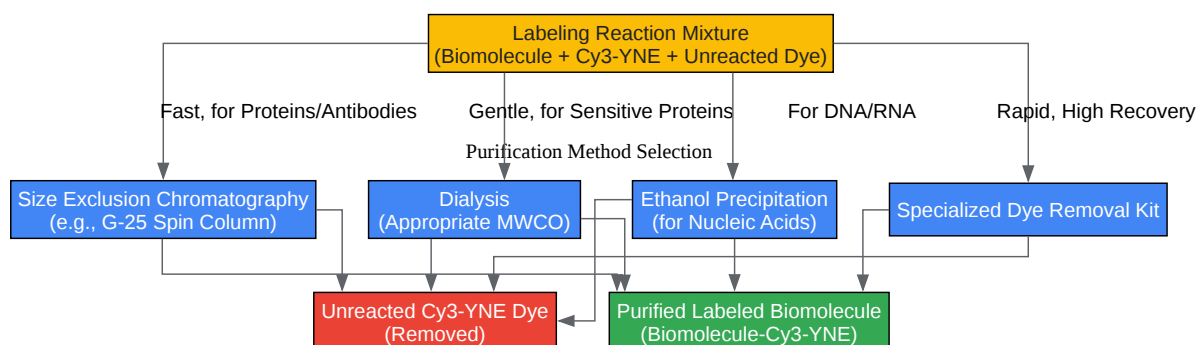 Labeling Reaction Mixture
(Biomolecule + Cy3-YNE + Unreacted Dye)
Fast, for Proteins/Antibodies
Gentle, for Sensitive Proteins
For DNA/RNA
Rapid, High Recovery
Purification Method Selection
Size Exclusion Chromatography
(e.g., G-25 Spin Column)
Dialysis
(Appropriate MWCO)
Ethanol Precipitation
(for Nucleic Acids)
Specialized Dye Removal Kit
Unreacted Cy3-YNE Dye
(Removed)
Purified Labeled Biomolecule
(Biomolecule-Cy3-YNE)